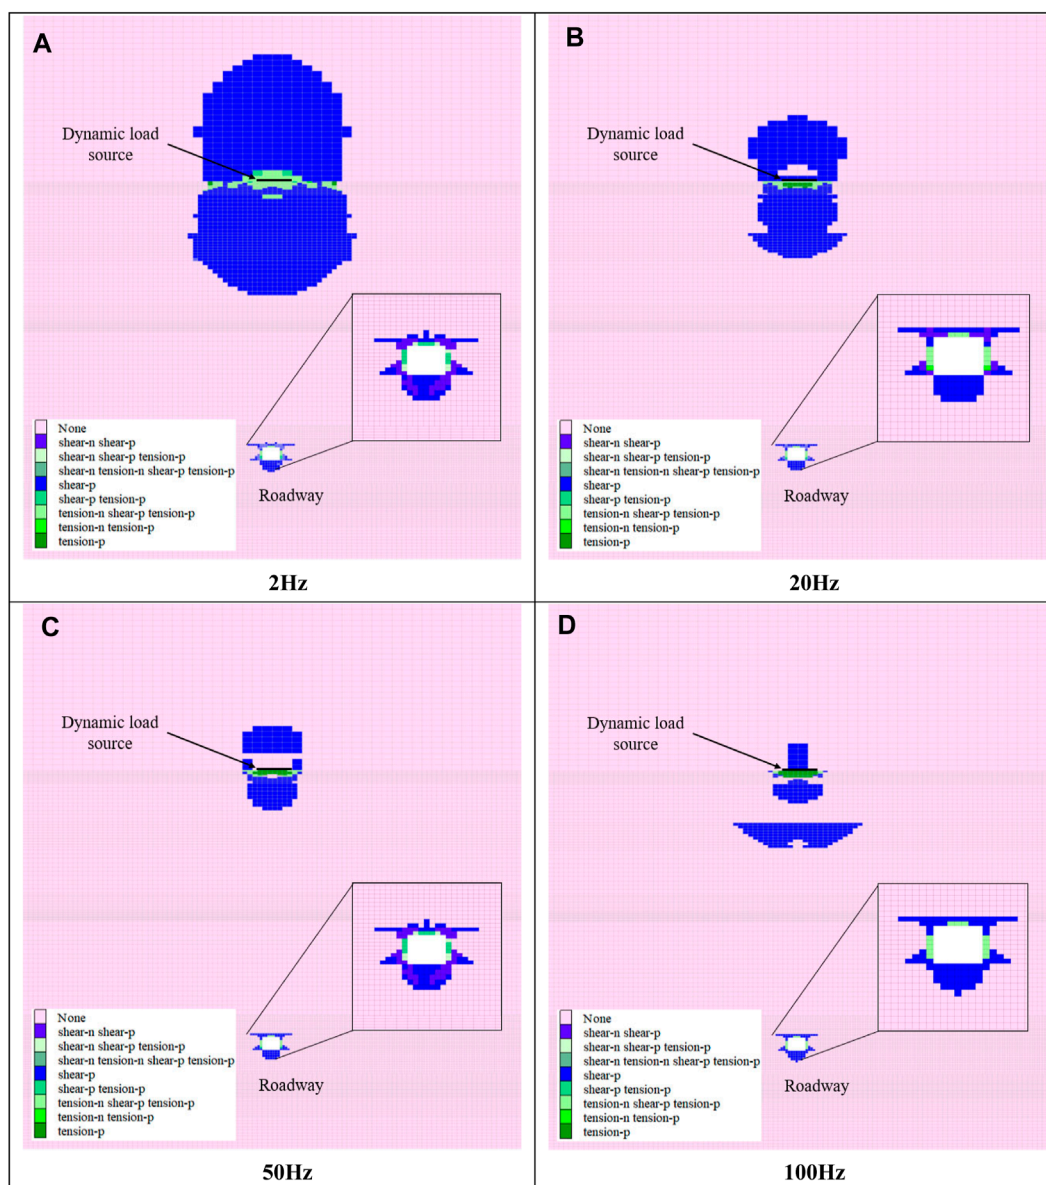 A
Dynamic load
source
None
shear-n shear-p
shear-n shear-p tension-p
shear-n tension-n shear-p tension-p
shear-p
shear-p tension-p
tension-n shear-p tension-p
tension-n tension-p
tension-p
Roadway
2Hz
B
Dynamic load
source
None
shear-n shear-p
shear-n shear-p tension-p
shear-n tension-n shear-p tension-p
shear-p
shear-p tension-p
tension-n shear-p tension-p
tension-n tension-p
tension-p
Roadway
20Hz
C
Dynamic load
source
None
shear-n shear-p
shear-n shear-p tension-p
shear-n tension-n shear-p tension-p
shear-p
shear-p tension-p
tension-n shear-p tension-p
tension-n tension-p
tension-p
Roadway
50Hz
D
Dynamic load
source
None
shear-n shear-p
shear-n shear-p tension-p
shear-n tension-n shear-p tension-p
shear-p
shear-p tension-p
tension-n shear-p tension-p
tension-n tension-p
tension-p
Roadway
100Hz